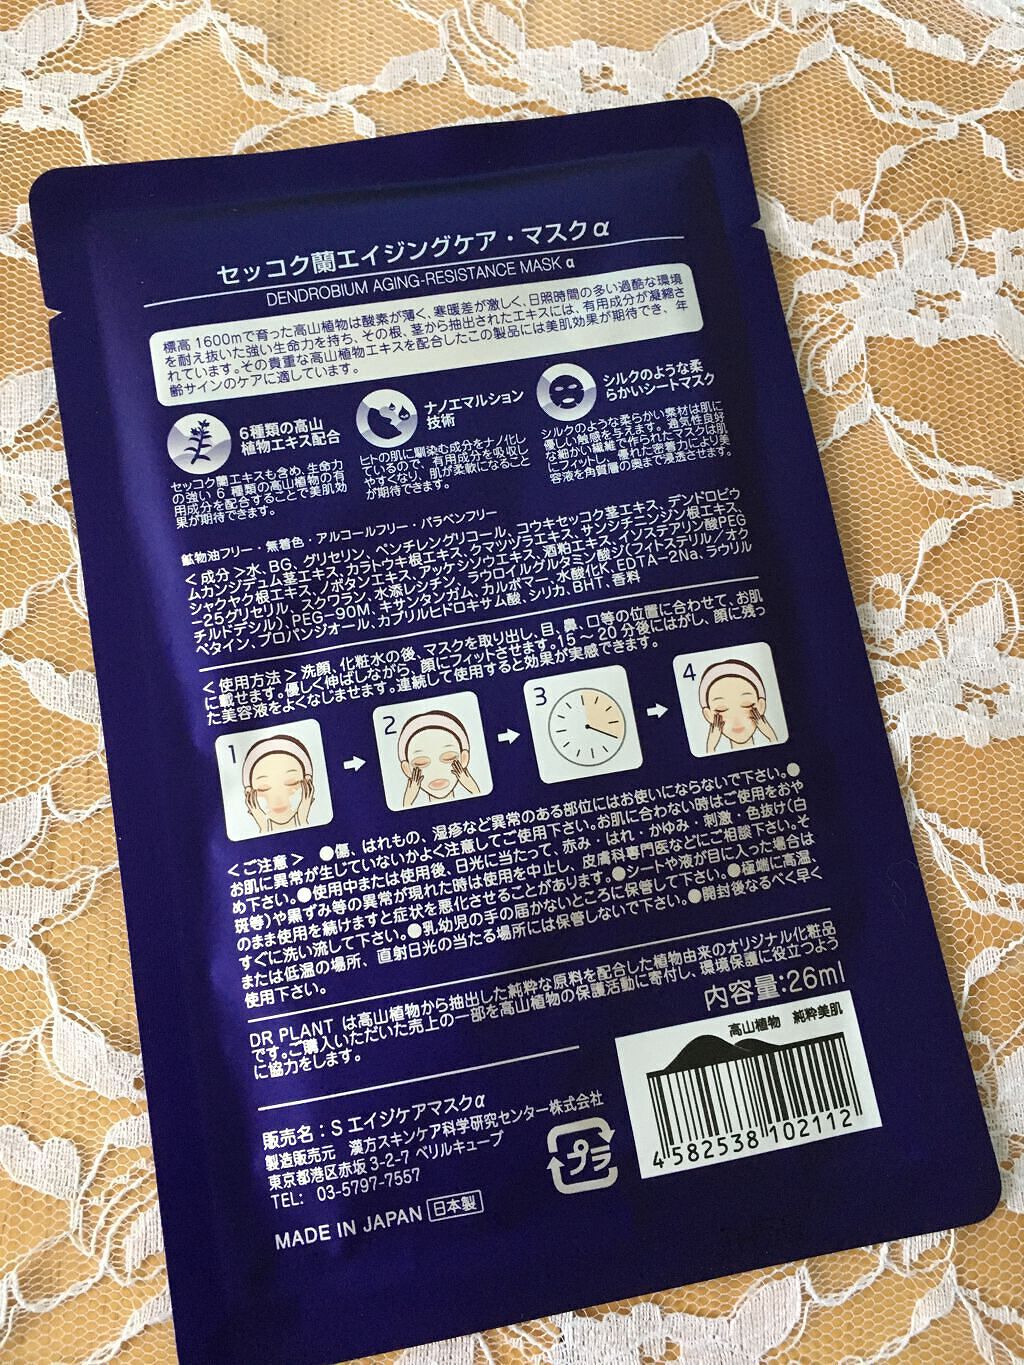 セッコク蘭エイジングケア・マスクα
DENDROBIUM AGING-RESISTANCE MASK α
標高1600mで育った高山植物は酸素が薄く、寒暖差が激しく、日照時間の多い過酷な環境
を耐え抜いた強い生命力を持ち、その根、茎から抽出されたエキスには、有用成分が凝縮さ
れています。その貴重な高山植物エキスを配合したこの製品には美肌効果が期待でき、年
齢サインのケアに適しています。
6種類の高山
植物エキス配合
セッコク蘭エキスも含め、生命力
の強い6種類の高山植物の有
用成分を配合することで美肌効
果が期待できます。
ナノエマルション
技術
ヒトの肌に馴染む成分をナノ化し
ているので、有用成分を吸収し
やすくなり、肌が柔軟になること
が期待できます。
シルクのような柔
らかいシートマスク
シルクのような柔らかい素材は肌に
優しい触感を与えます。通気性良好
な細かい繊維で作られたマスクは肌
にフィットし、優れた密着力により美
容液を角質層の奥まで浸透させます。
鉱物油フリー・無着色・アルコールフリー・パラベンフリー
<成分>水、BG、グリセリン、ペンチレングリコール、コウキセッコク茎エキス、デンドロビウ
ムカンジデュム茎エキス、カラトウキ根エキス、クマツヅラエキス、サンシチニンジン根エキス、
シャクヤク根エキス、ノボタンエキス、アッケシソウエキス、酒粕エキス、イソステアリン酸PEG
-25グリセリル、スクワラン、水添レシチン、ラウロイルグルタミン酸ジ(フィトステリル/オク
チルドデシル)、PEG-90M、キサンタンガム、カルボマー、水酸化K、EDTA-2Na、ラウリル
ベタイン、プロパンジオール、カプリルヒドロキサム酸、シリカ、BHT、香料
<使用方法>洗顔、化粧水の後、マスクを取り出し、目、鼻、口等の位置に合わせて、お肌
に載せます。優しく伸ばしながら、顔にフィットさせます。15〜20分後にはがし、顔に残っ
た美容液をよくなじませます。連続して使用すると効果が実感できます。
1
2
3
4
<ご注意> ●傷、はれもの、湿疹など異常のある部位にはお使いにならないで下さい。●
お肌に異常が生じていないかよく注意してご使用下さい。お肌に合わない時はご使用をおや
め下さい。●使用中または使用後、日光に当たって、赤み・はれ・かゆみ・刺激・色抜け(白
斑等)や黒ずみ等の異常が現れた時は使用を中止し、皮膚科専門医などにご相談下さい。そ
のまま使用を続けますと症状を悪化させることがあります。●シートや液が目に入った場合は
すぐに洗い流して下さい。●乳幼児の手の届かないところに保管して下さい。●極端に高温、
または低温の場所、直射日光の当たる場所には保管しないで下さい。●開封後なるべく早く
使用下さい。
DR PLANT は高山植物から抽出した純粋な原料を配合した植物由来のオリジナル化粧品
です。ご購入いただいた売上の一部を高山植物の保護活動に寄付し、環境保護に役立つよう
に協力をします。
内容量:26ml
高山植物 純粋美肌
4 582538 102112
販売名:S エイジケアマスクα
製造販売元 漢方スキンケア科学研究センター株式会社
東京都港区赤坂3-2-7 ベリルキューブ
TEL: 03-5797-7557
プラ
MADE IN JAPAN 日本製